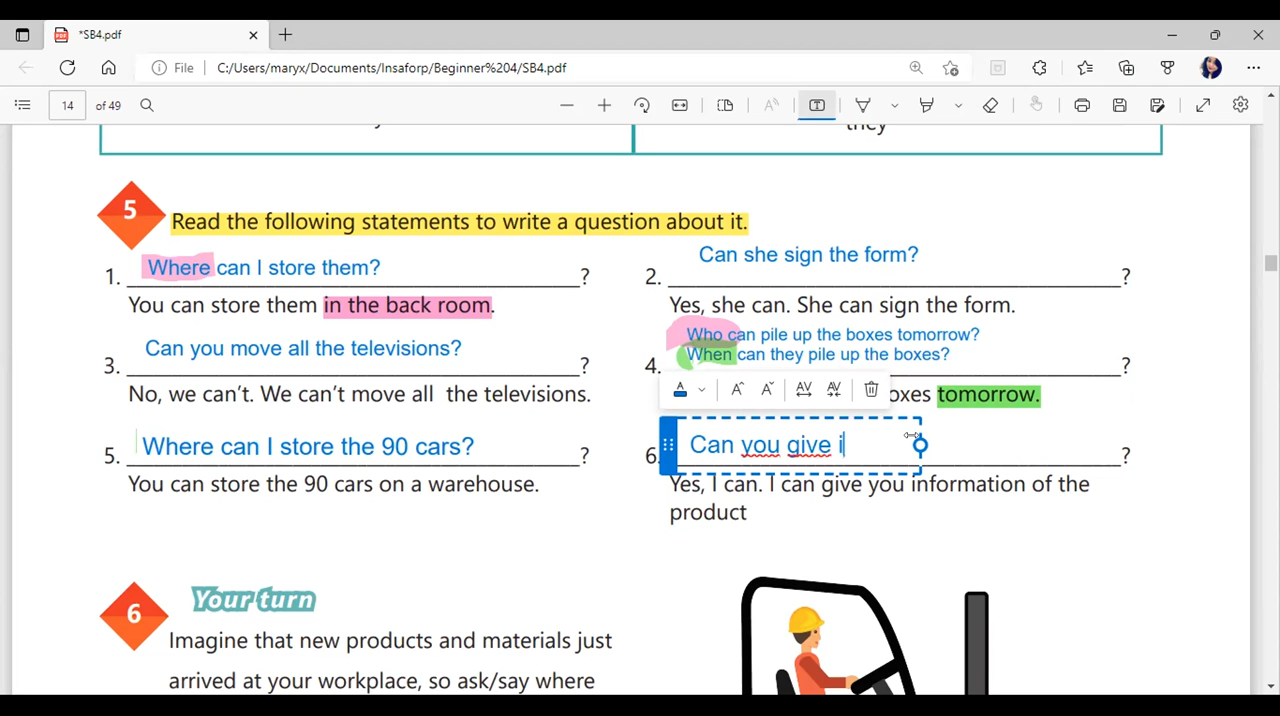 *SB4.pdf
File C:/Users/maryx/Documents/Insaforp/Beginner%204/SB4.pdf
14 of 49
they
5 Read the following statements to write a question about it.
1. Where can I store them? ?
You can store them in the back room.
2. Can she sign the form? ?
Yes, she can. She can sign the form.
3. Can you move all the televisions? ?
No, we can't. We can't move all the televisions.
Who can pile up the boxes tomorrow?
4. When can they pile up the boxes? ?
oxes tomorrow.
5. Where can I store the 90 cars? ?
You can store the 90 cars on a warehouse.
6. Can you give i ?
Yes, I can. I can give you information of the
product
6 Your turn
Imagine that new products and materials just
arrived at your workplace, so ask/say where